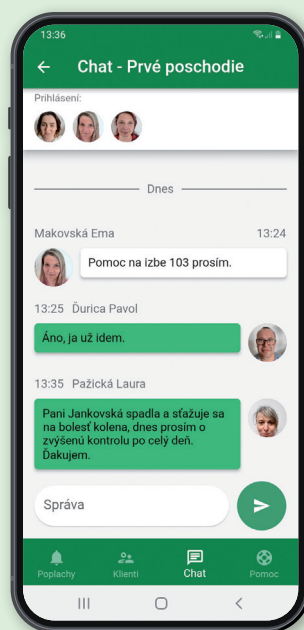 13:36
Chat - Prvé poschodie
Prihlásení:
Dnes
Makovská Ema 13:24
Pomoc na izbe 103 prosím.
13:25 Ďurica Pavol
Áno, ja už idem.
13:35 Pažická Laura
Pani Jankovská spadla a sťažuje sa
na bolesť kolena, dnes prosím o
zvýšenú kontrolu po celý deň.
Ďakujem.
Správa
Poplachy Klienti Chat Pomoc